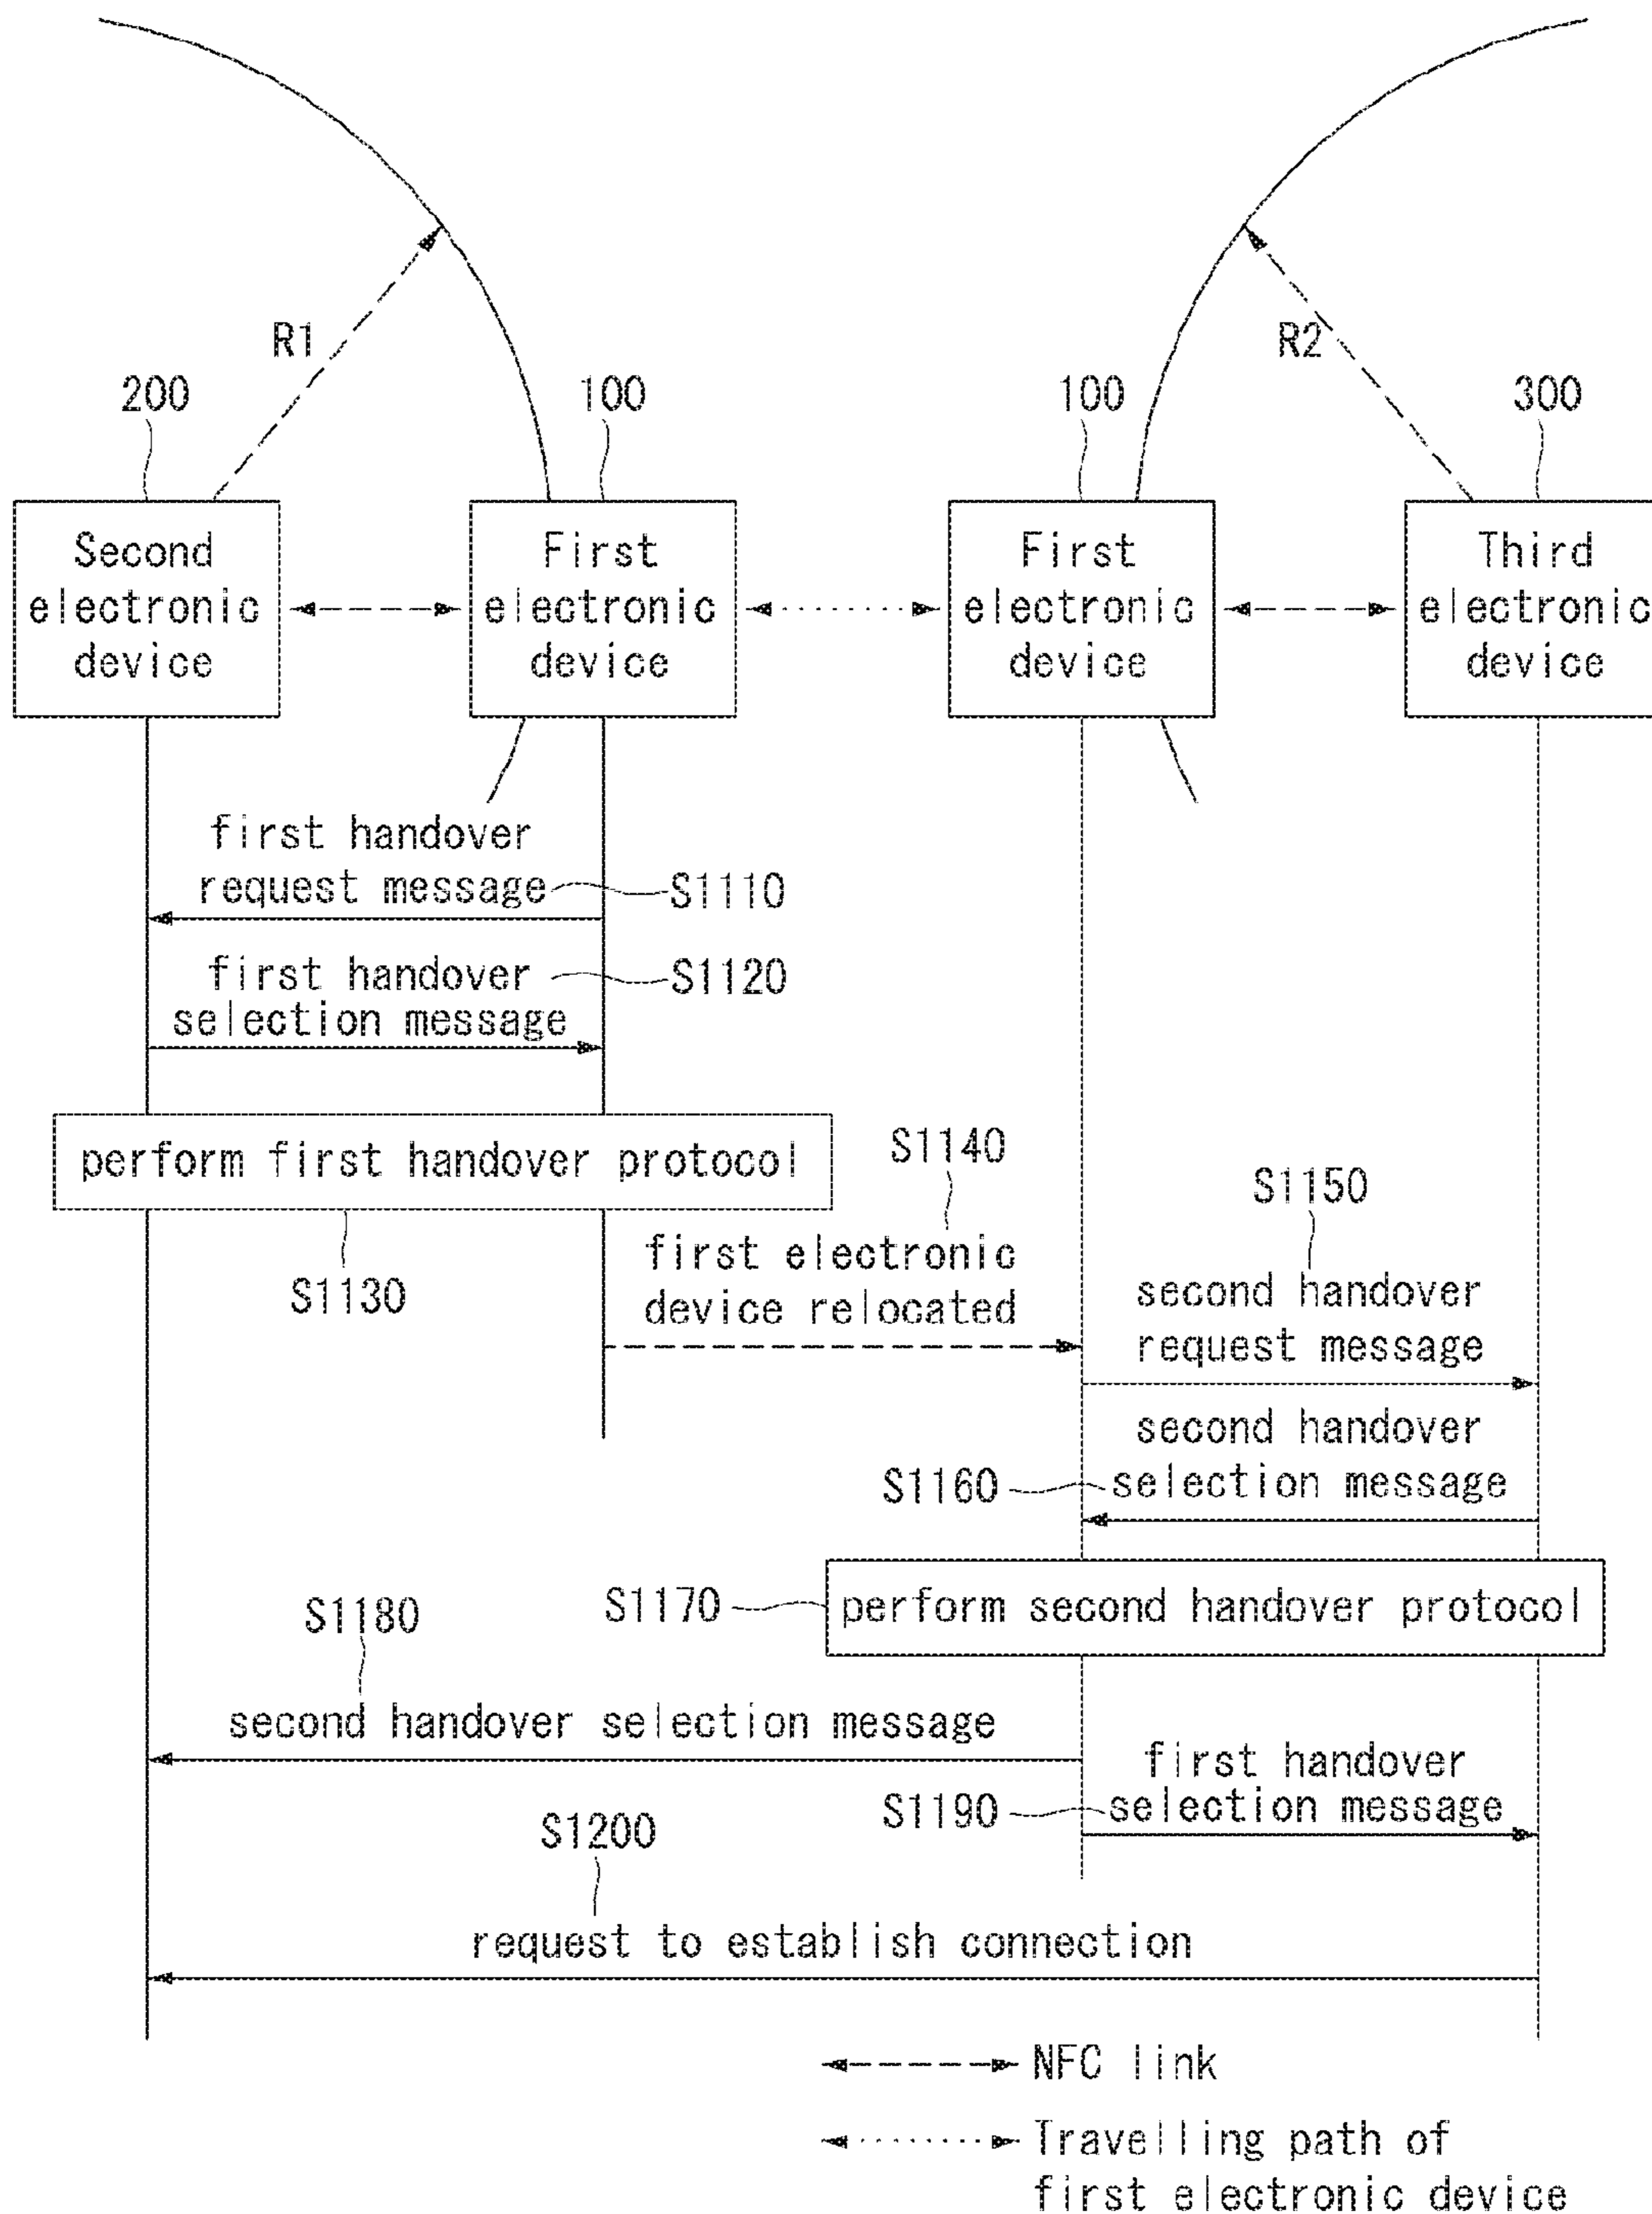 R1
R2
200
100
100
300
Second
electronic
device
First
electronic
device
First
electronic
device
Third
electronic
device
first handover
request message
S1110
first handover
S1120
selection message
perform first handover protocol
S1130
S1140
first electronic
device relocated
S1150
second handover
request message
second handover
S1160
selection message
S1170
perform second handover protocol
S1180
second handover selection message
first handover
S1190
selection message
S1200
request to establish connection
NFC link
Travelling path of
first electronic device